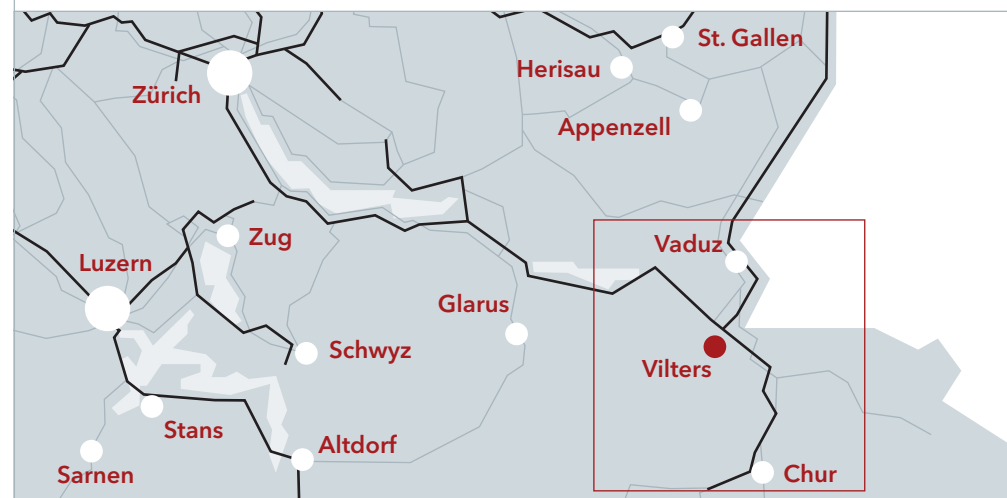 St. Gallen
Herisau
Zürich
Appenzell
Zug
Vaduz
Luzern
Glarus
Schwyz
Vilters
Stans
Altdorf
Sarnen
Chur